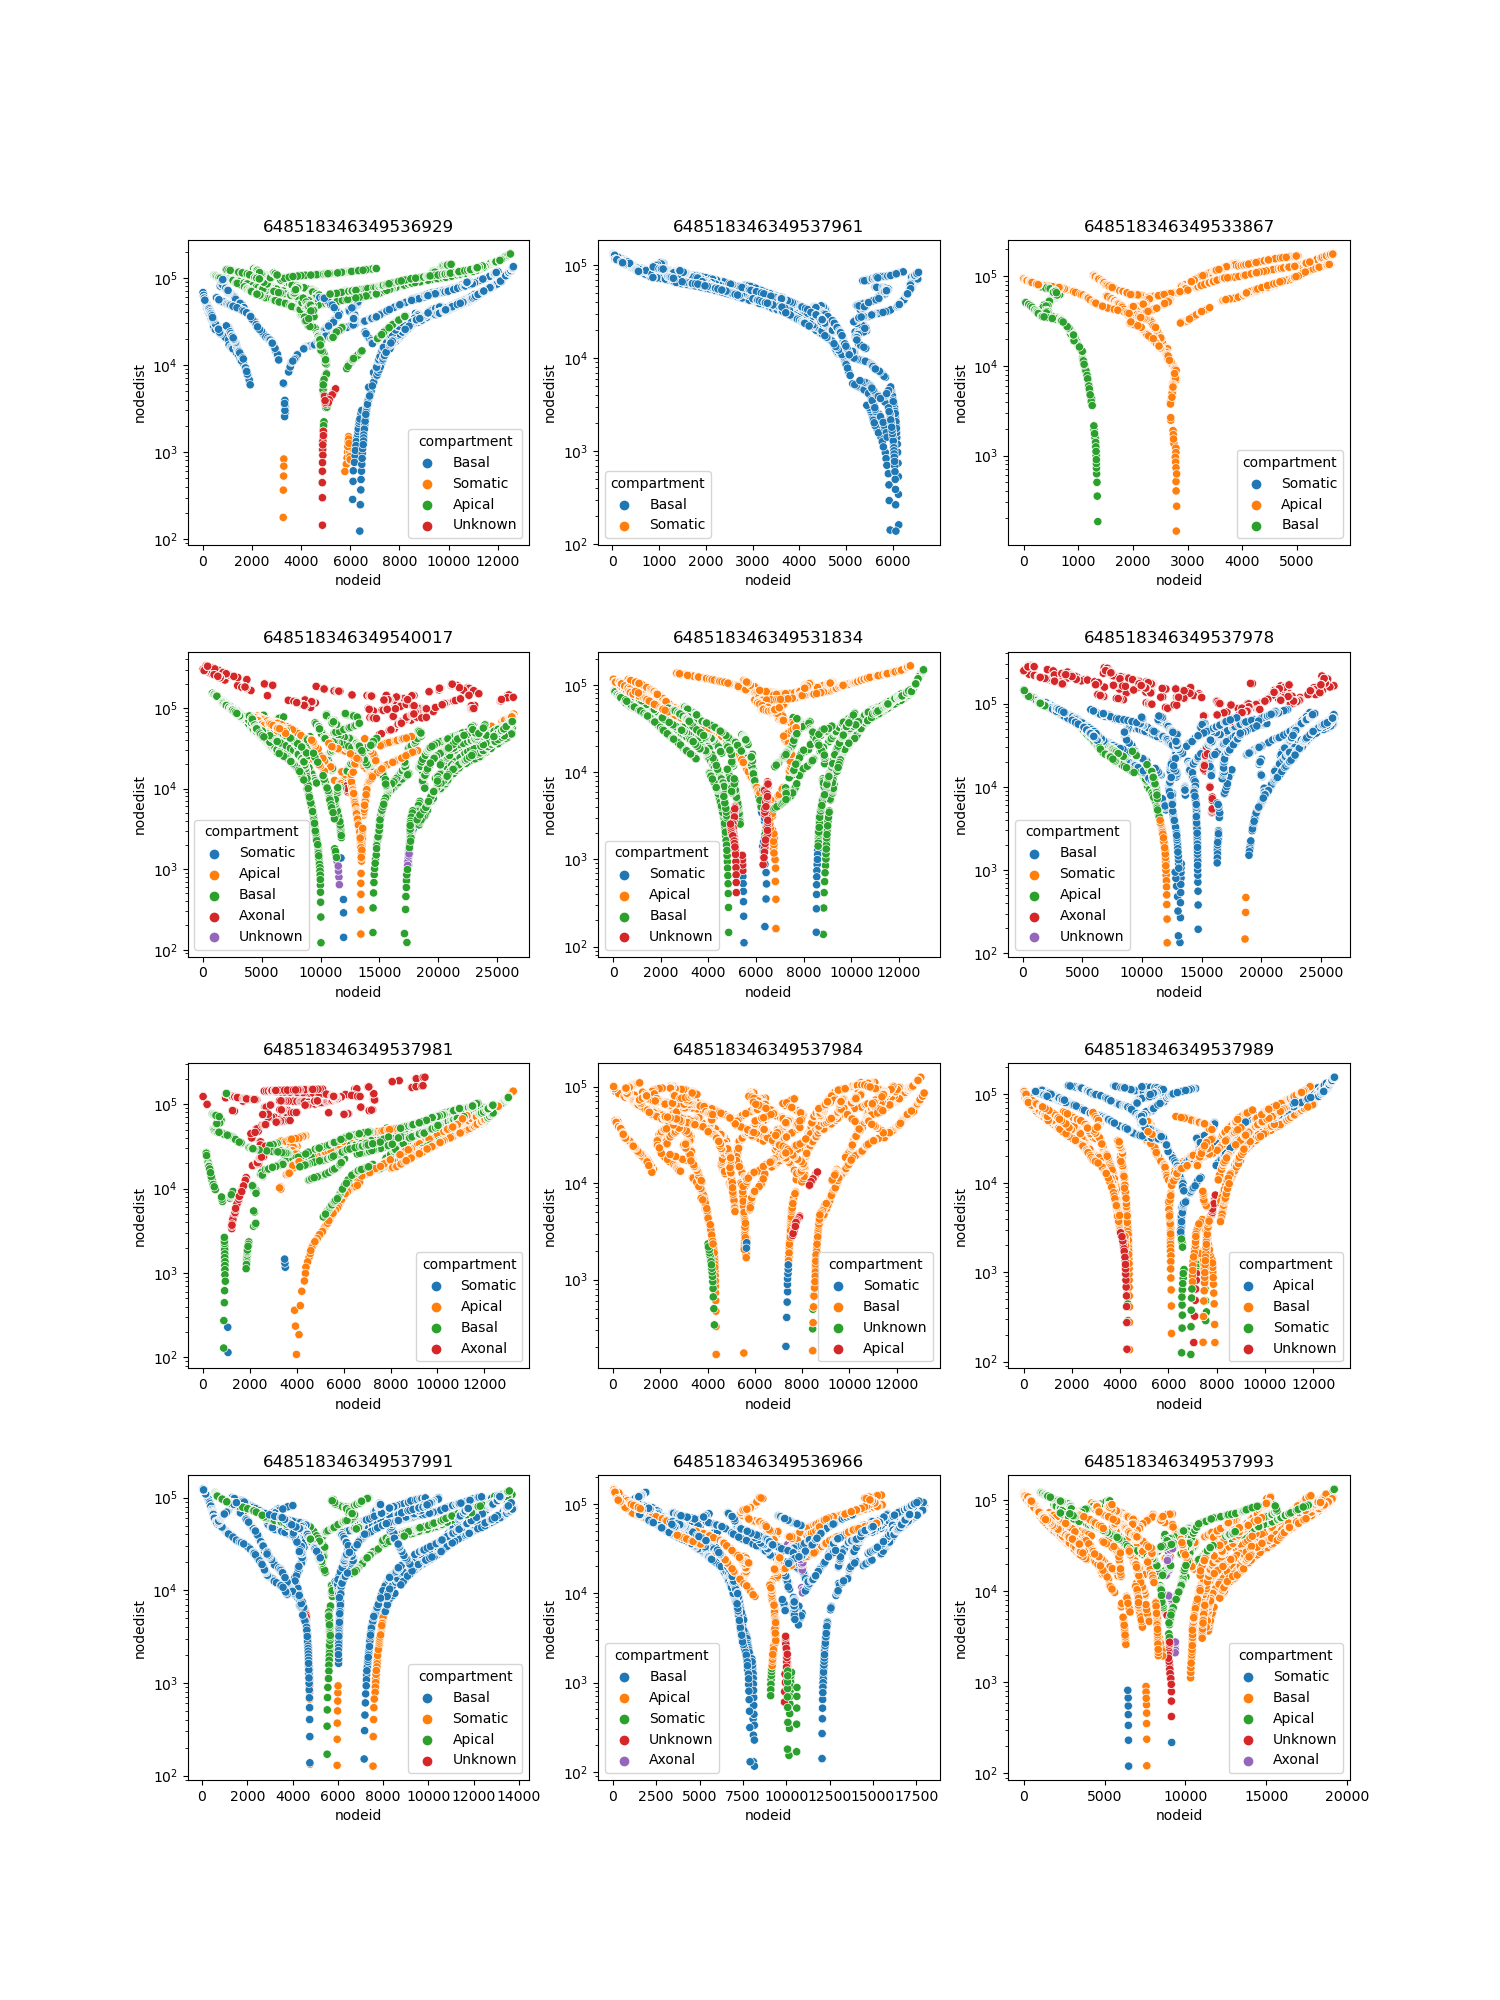 648518346349536929
648518346349537961
648518346349533867
nodedist
10^5
10^4
10^3
10^2
compartment
Basal
Somatic
Apical
Unknown
0 2000 4000 6000 8000 10000 12000
nodeid
nodedist
10^5
10^4
10^3
10^2
compartment
Basal
Somatic
0 1000 2000 3000 4000 5000 6000
nodeid
nodedist
10^5
10^4
10^3
compartment
Somatic
Apical
Basal
0 1000 2000 3000 4000 5000
nodeid
648518346349540017
648518346349531834
648518346349537978
nodedist
10^5
10^4
10^3
10^2
compartment
Somatic
Apical
Basal
Axonal
Unknown
0 5000 10000 15000 20000 25000
nodeid
nodedist
10^5
10^4
10^3
10^2
compartment
Somatic
Apical
Basal
Unknown
0 2000 4000 6000 8000 10000 12000
nodeid
nodedist
10^5
10^4
10^3
10^2
compartment
Basal
Somatic
Apical
Axonal
Unknown
0 5000 10000 15000 20000 25000
nodeid
648518346349537981
648518346349537984
648518346349537989
nodedist
10^5
10^4
10^3
10^2
compartment
Somatic
Apical
Basal
Axonal
0 2000 4000 6000 8000 10000 12000
nodeid
nodedist
10^5
10^4
10^3
compartment
Somatic
Basal
Unknown
Apical
0 2000 4000 6000 8000 10000 12000
nodeid
nodedist
10^5
10^4
10^3
10^2
compartment
Apical
Basal
Somatic
Unknown
0 2000 4000 6000 8000 10000 12000
nodeid
648518346349537991
648518346349536966
648518346349537993
nodedist
10^5
10^4
10^3
10^2
compartment
Basal
Somatic
Apical
Unknown
0 2000 4000 6000 8000 10000 12000 14000
nodeid
nodedist
10^5
10^4
10^3
10^2
compartment
Basal
Apical
Somatic
Unknown
Axonal
0 2500 5000 7500 10000 12500 15000 17500
nodeid
nodedist
10^5
10^4
10^3
10^2
compartment
Somatic
Basal
Apical
Unknown
Axonal
0 5000 10000 15000 20000
nodeid